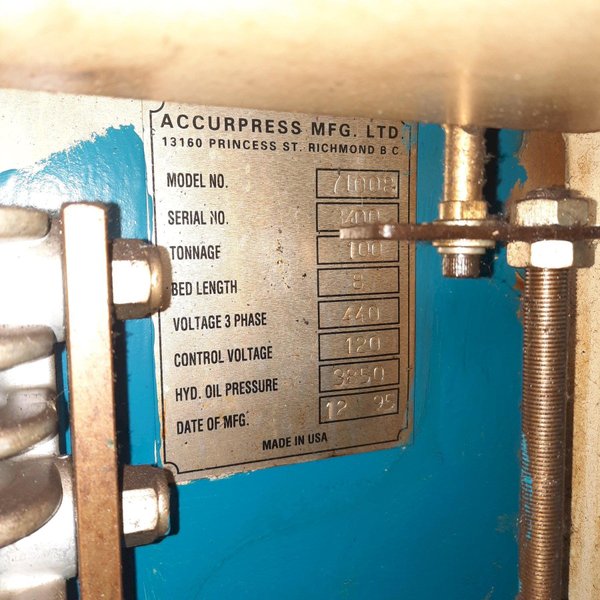 ACCURPRESS MFG. LTD.
13160 PRINCESS ST. RICHMOND B.C.
MODEL NO. 71008
SERIAL NO.
TONNAGE 100
BED LENGTH 8
VOLTAGE 3 PHASE 440
CONTROL VOLTAGE 120
HYD. OIL PRESSURE
DATE OF MFG. 12 95
MADE IN USA